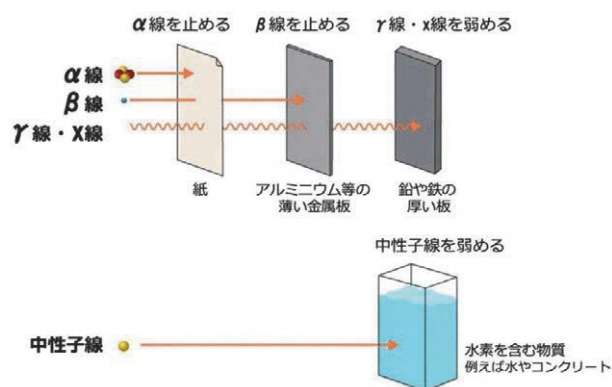 α線を止める
β線を止める
γ線・x線を弱める
α線
β線
γ線・X線
紙
アルミニウム等の
薄い金属板
鉛や鉄の
厚い板
中性子線を弱める
中性子線
水素を含む物質
例えば水やコンクリート